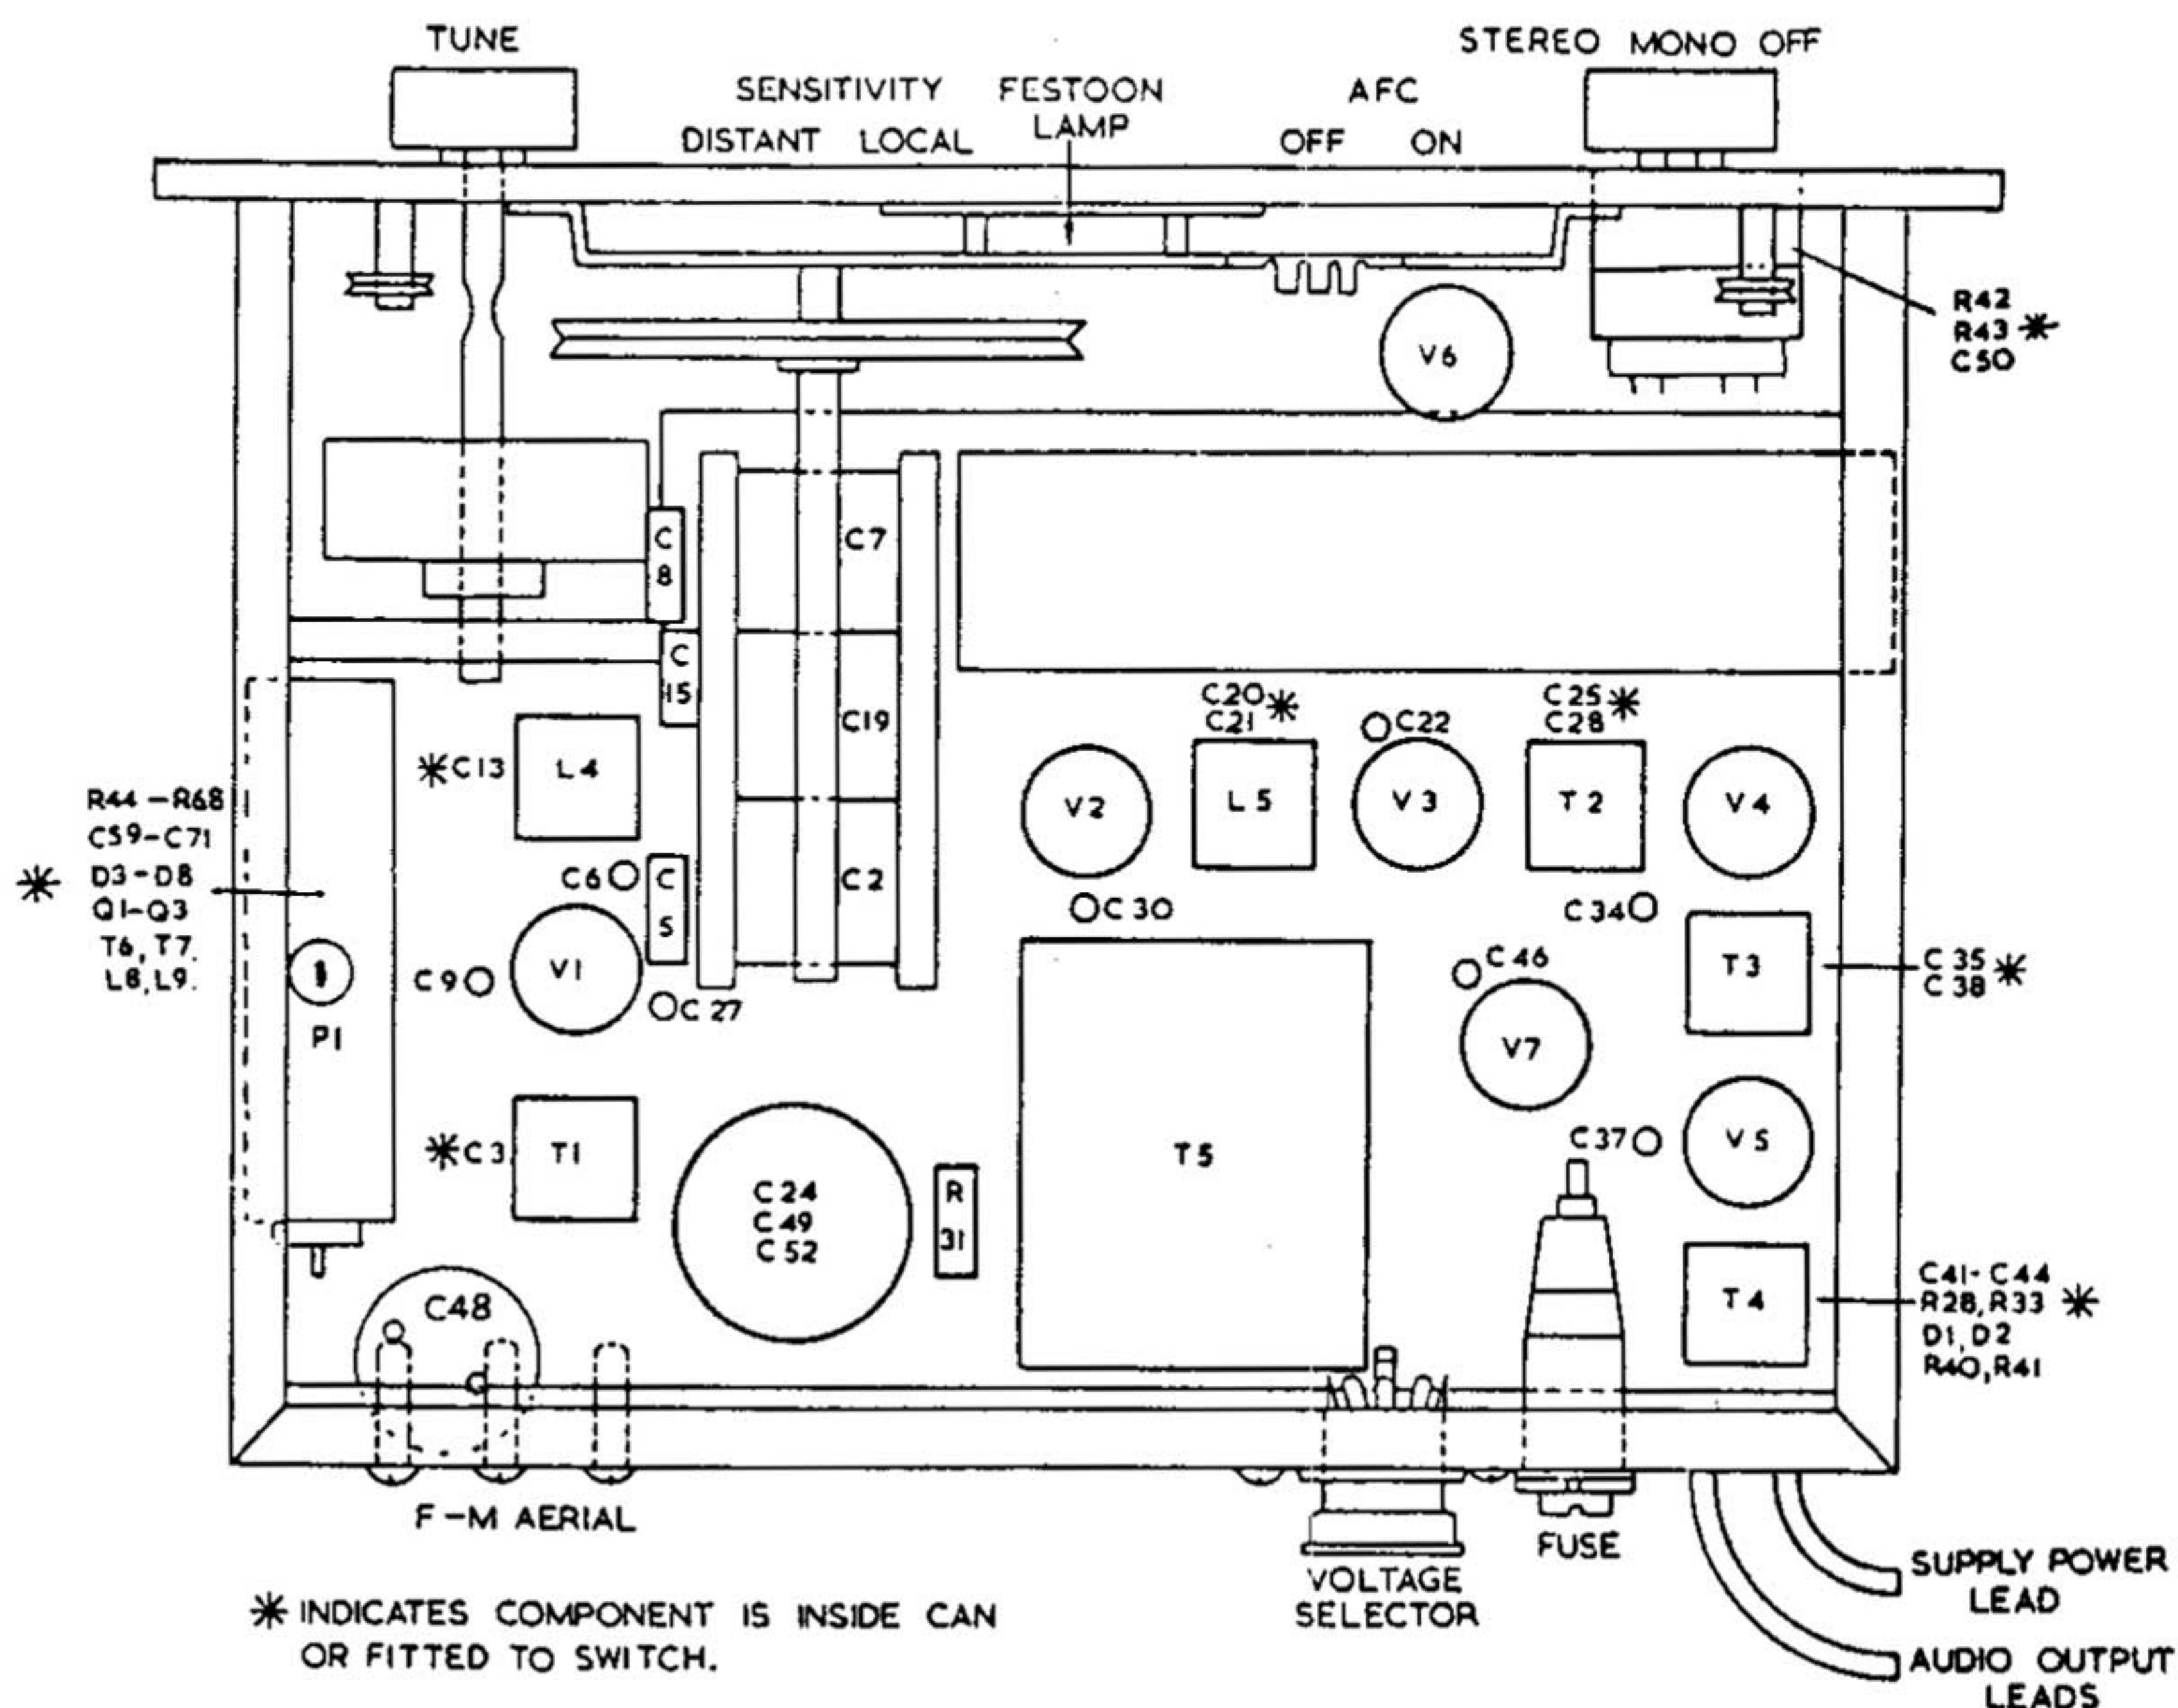 TUNE
STEREO MONO OFF
SENSITIVITY
DISTANT LOCAL
FESTOON
LAMP
AFC
OFF ON
R42
R43 *
C50
V6
C
8
C7
C
15
C19
C2
C20 *
C21
C22
C25 *
C28
* C13
L4
V2
L5
V3
T2
V4
R44-R68
C59-C71
* D3-D8
Q1-Q3
T6, T7.
L8, L9.
C6
C
5
C9
V1
C27
P1
C30
C34
C46
T3
C35 *
C38
V7
* C3
T1
C24
C49
C52
R
31
T5
C37
V5
C48
T4
C41-C44
R28, R33 *
D1, D2
R40, R41
F-M AERIAL
VOLTAGE
SELECTOR
FUSE
SUPPLY POWER
LEAD
AUDIO OUTPUT
LEADS
* INDICATES COMPONENT IS INSIDE CAN
OR FITTED TO SWITCH.